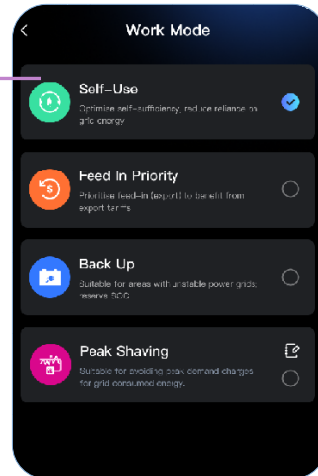 Work Mode
Self-Use
Optimise self-sufficiency, reduce reliance on
grid energy
Feed In Priority
Prioritise feed-in (export) to benefit from
export tariffs
Back Up
Suitable for areas with unstable power grids;
reserve SOC
Peak Shaving
Suitable for avoiding peak demand charges
for grid consumed energy.